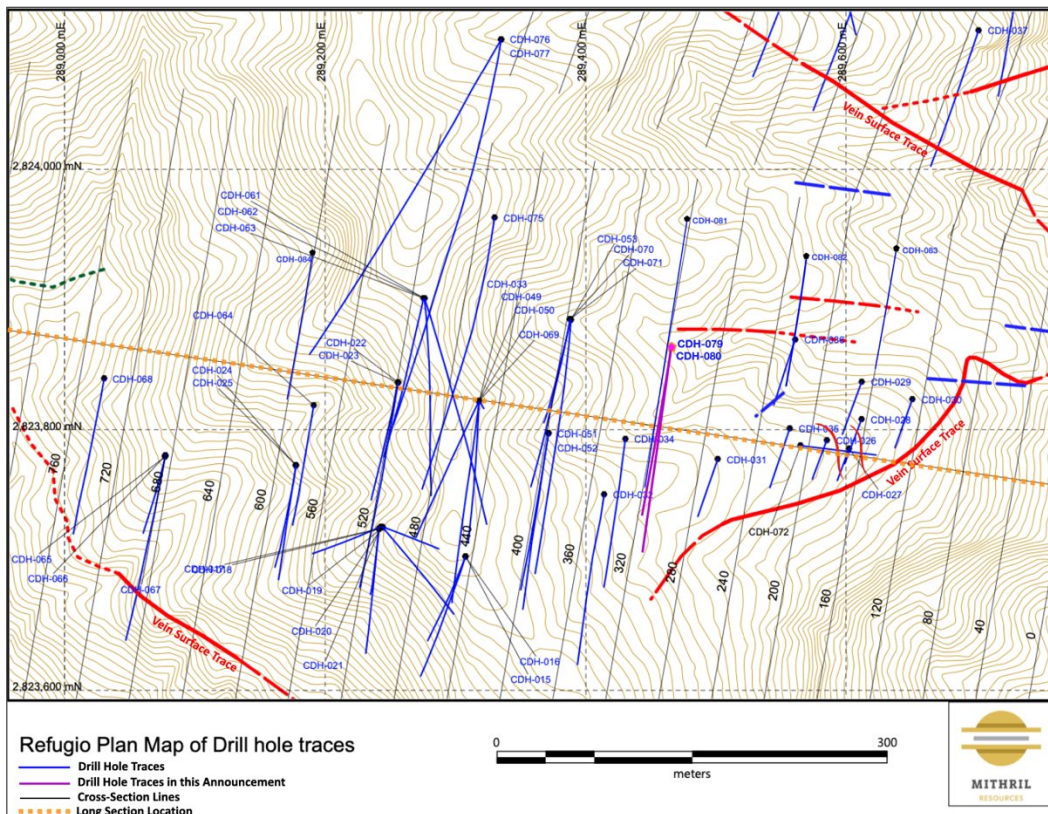 289,000 mE
289,200 mE
289,400 mE
289,600 mE
CDH-076
CDH-077
CDH-037
Vein Surface Trace
2,824,000 mN
CDH-061
CDH-062
CDH-063
CDH-084
CDH-075
CDH-053
CDH-070
CDH-071
CDH-081
CDH-082
CDH-083
CDH-033
CDH-049
CDH-050
CDH-069
CDH-064
CDH-022
CDH-023
CDH-024
CDH-025
CDH-079
CDH-080
CDH-068
CDH-029
CDH-028
2,823,800 mN
CDH-051
CDH-052
CDH-034
CDH-035
CDH-026
CDH-031
CDH-032
CDH-027
Vein Surface Trace
CDH-072
760
720
680
640
600
560
520
480
440
400
360
320
280
240
200
160
120
80
40
0
CDH-065
CDH-067
CDH-018
CDH-019
CDH-020
CDH-021
CDH-016
CDH-015
Vein Surface Trace
2,823,600 mN
Refugio Plan Map of Drill hole traces
Drill Hole Traces
Drill Hole Traces in this Announcement
Cross-Section Lines
Long Section Location
0
300
meters
MITHRIL
RESOURCES